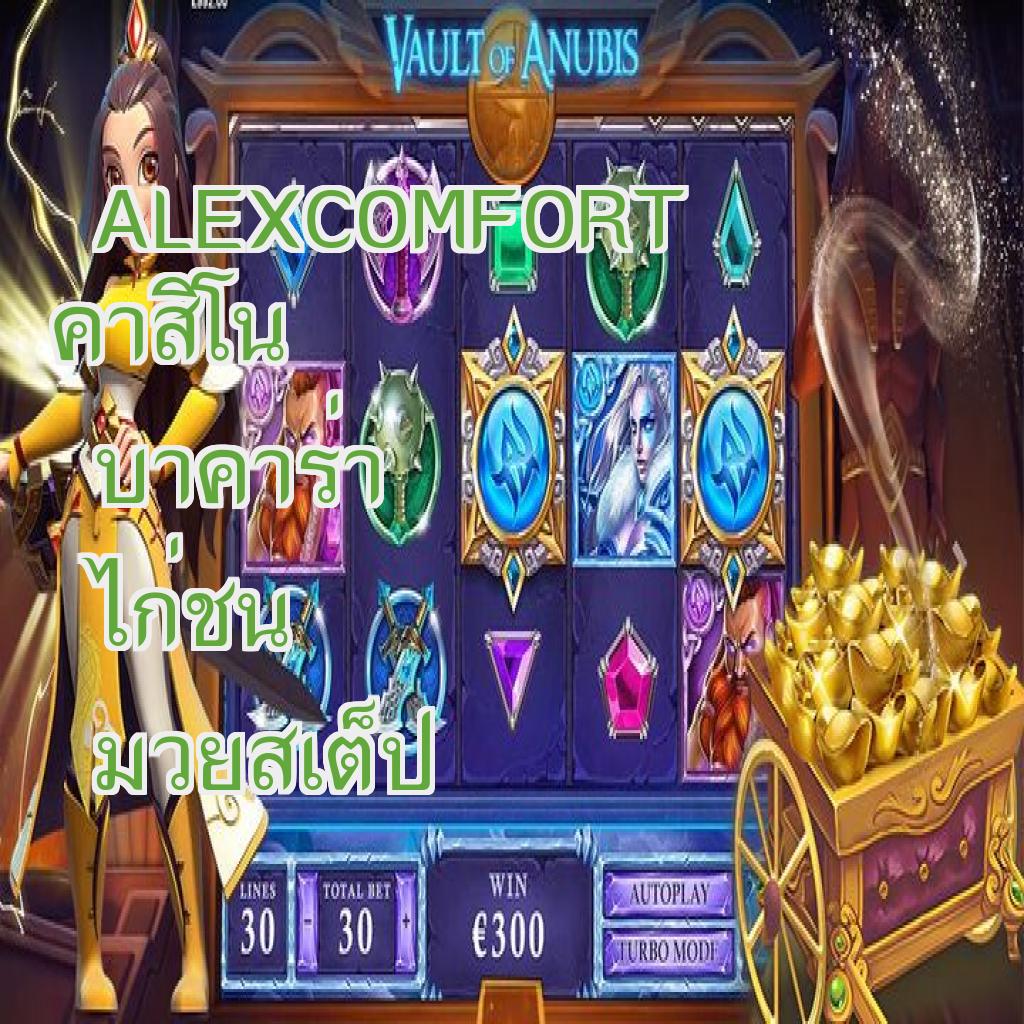 VAULT OF ANUBIS
ALEXCOMFORT
คาสิโน
บาคาร่า
ไก่ชน
มวยสเต็ป
LINES
30
TOTAL BET
- 30 +
WIN
€300
AUTOPLAY
TURBO MODE